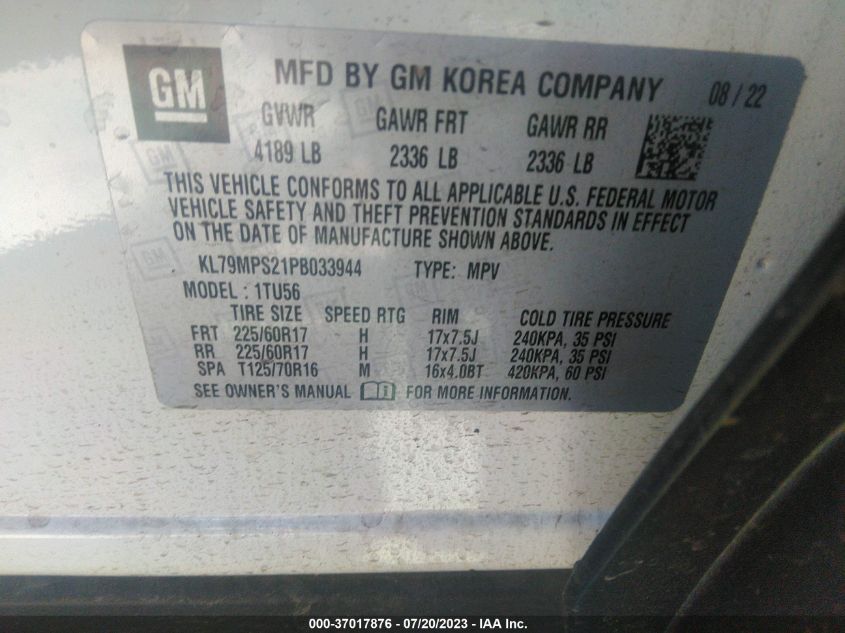 GM MFD BY GM KOREA COMPANY 08/22
GVWR GAWR FRT GAWR RR
4189 LB 2336 LB 2336 LB
THIS VEHICLE CONFORMS TO ALL APPLICABLE U.S. FEDERAL MOTOR
VEHICLE SAFETY AND THEFT PREVENTION STANDARDS IN EFFECT
ON THE DATE OF MANUFACTURE SHOWN ABOVE.
KL79MPS21PB033944 TYPE: MPV
MODEL : 1TU56
TIRE SIZE SPEED RTG RIM COLD TIRE PRESSURE
FRT 225/60R17 H 17x7.5J 240KPA, 35 PSI
RR 225/60R17 H 17x7.5J 240KPA, 35 PSI
SPA T125/70R16 M 16x4.0BT 420KPA, 60 PSI
SEE OWNER'S MANUAL FOR MORE INFORMATION.
000-37017876 - 07/20/2023 - IAA Inc.